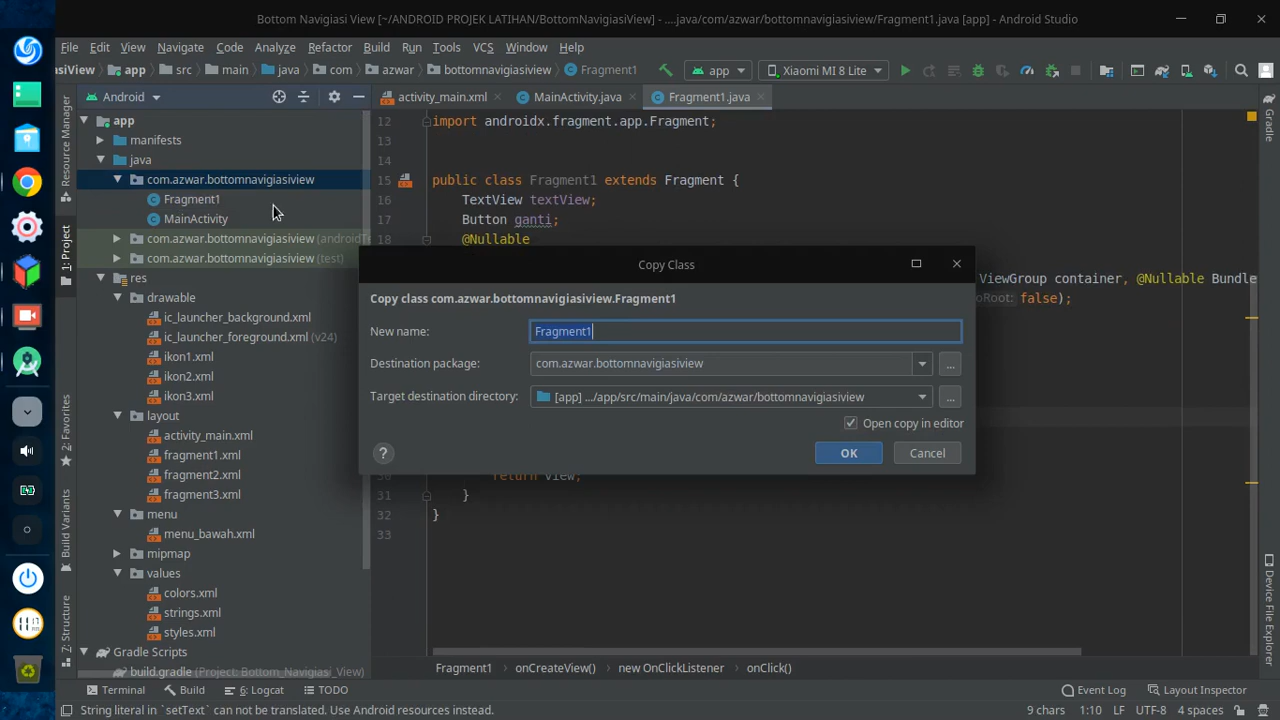 Bottom Navigiasi View [~/ANDROID PROJEK LATIHAN/BottomNavigiasiView] - ....java/com/azwar/bottomnavigiasiview/Fragment1.java [app] - Android Studio
File Edit View Navigate Code Analyze Refactor Build Run Tools VCS Window Help
asiView app src main java com azwar bottomnavigiasiview Fragment1 app Xiaomi MI 8 Lite
Android
activity_main.xml MainActivity.java Fragment1.java
Resource Manager
1: Project
2: Favorites
Build Variants
7: Structure
app
manifests
java
com.azwar.bottomnavigiasiview
Fragment1
MainActivity
com.azwar.bottomnavigiasiview (androidTe
com.azwar.bottomnavigiasiview (test)
res
drawable
ic_launcher_background.xml
ic_launcher_foreground.xml (v24)
ikon1.xml
ikon2.xml
ikon3.xml
layout
activity_main.xml
fragment1.xml
fragment2.xml
fragment3.xml
menu
menu_bawah.xml
mipmap
values
colors.xml
strings.xml
styles.xml
Gradle Scripts
build.gradle (Project: Bottom_Navigiasi_View)
12 import androidx.fragment.app.Fragment;
13
14
15 public class Fragment1 extends Fragment {
16 TextView textView;
17 Button ganti;
18 @Nullable
ViewGroup container, @Nullable Bundle
oRoot: false);
return view;
31 }
32 }
33
Copy Class
Copy class com.azwar.bottomnavigiasiview.Fragment1
New name: Fragment1
Destination package: com.azwar.bottomnavigiasiview ...
Target destination directory: [app] .../app/src/main/java/com/azwar/bottomnavigiasiview ...
Open copy in editor
? OK Cancel
Gradle
Device File Explorer
Fragment1 onCreateView() new OnClickListener onClick()
Terminal Build 6: Logcat TODO Event Log Layout Inspector
String literal in `setText` can not be translated. Use Android resources instead. 9 chars 1:10 LF UTF-8 4 spaces